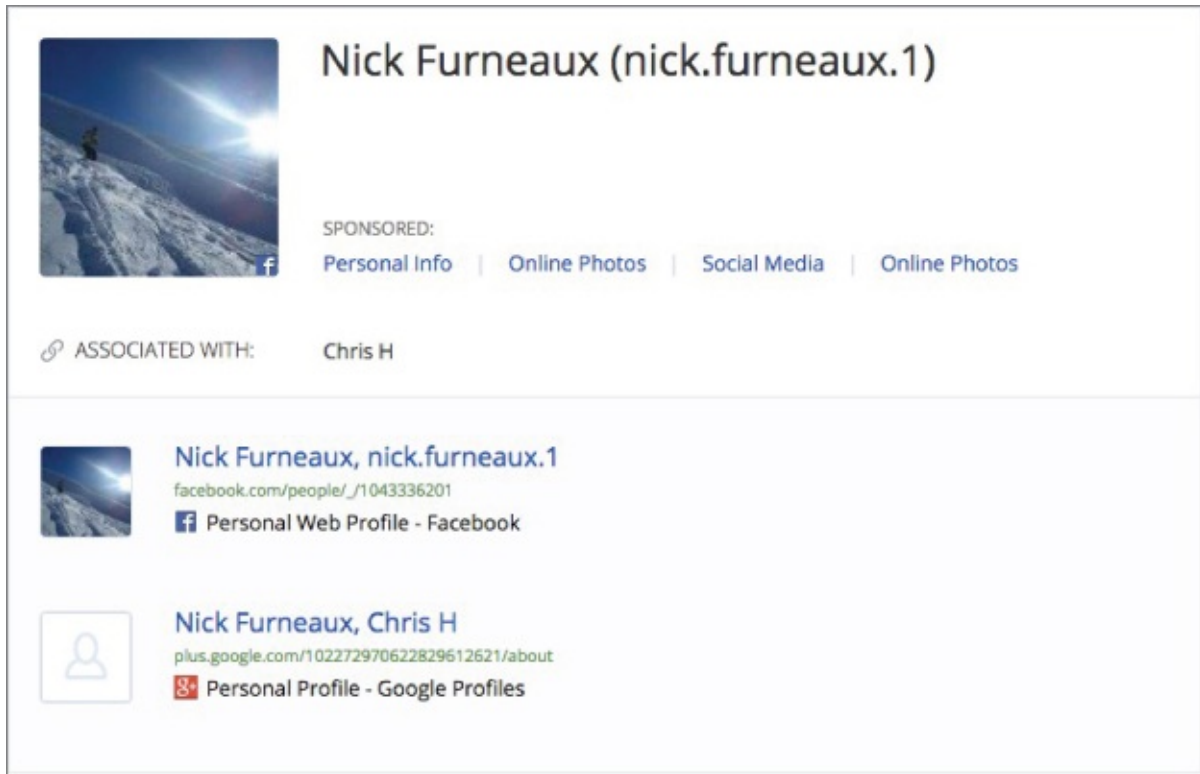 Nick Furneaux (nick.furneaux.1)
SPONSORED:
Personal Info | Online Photos | Social Media | Online Photos
ASSOCIATED WITH: Chris H
Nick Furneaux, nick.furneaux.1
facebook.com/people/_/1043336201
Personal Web Profile - Facebook
Nick Furneaux, Chris H
plus.google.com/102272970622829612621/about
Personal Profile - Google Profiles